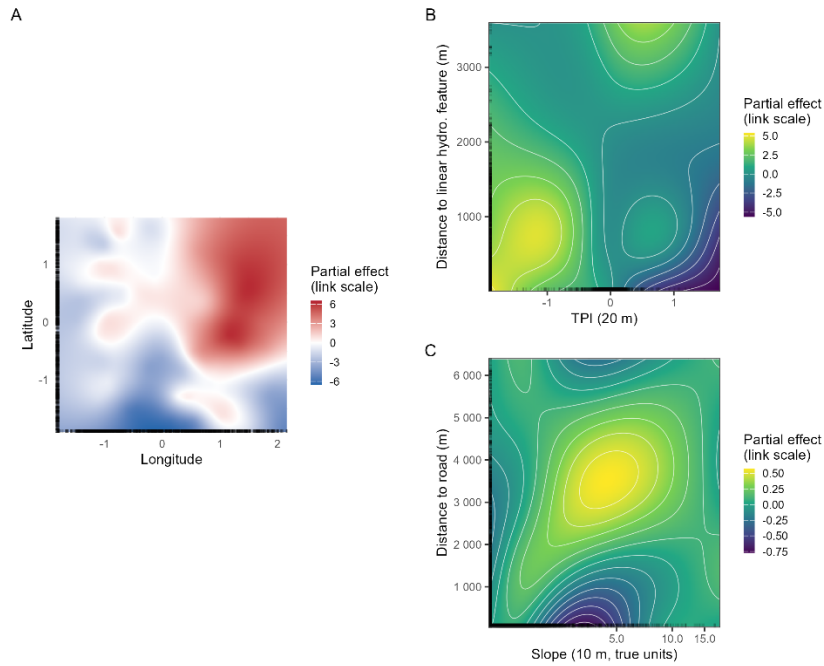 A
Latitude
1
0
-1
-1
0
1
2
Longitude
Partial effect
(link scale)
6
3
0
-3
-6
B
Distance to linear hydro. feature (m)
3000
2000
1000
-1
0
1
TPI (20 m)
Partial effect
(link scale)
5.0
2.5
0.0
-2.5
-5.0
C
Distance to road (m)
6 000
5 000
4 000
3 000
2 000
1 000
5.0
10.0
15.0
Slope (10 m, true units)
Partial effect
(link scale)
0.50
0.25
0.00
-0.25
-0.50
-0.75